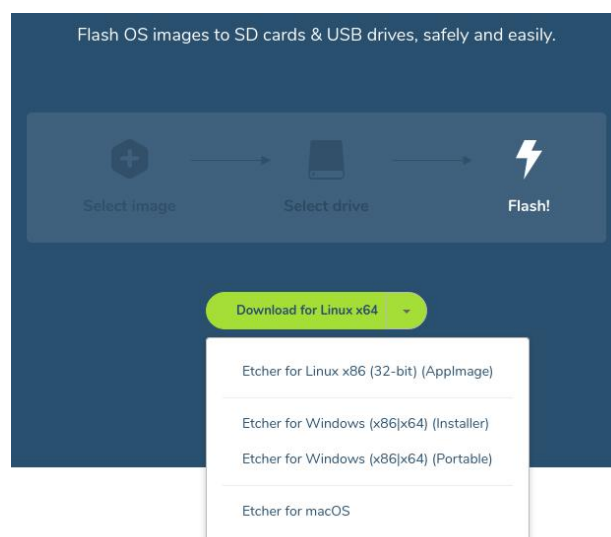 Flash OS images to SD cards & USB drives, safely and easily.
Select image
Select drive
Flash!
Download for Linux x64
Etcher for Linux x86 (32-bit) (AppImage)
Etcher for Windows (x86|x64) (Installer)
Etcher for Windows (x86|x64) (Portable)
Etcher for macOS